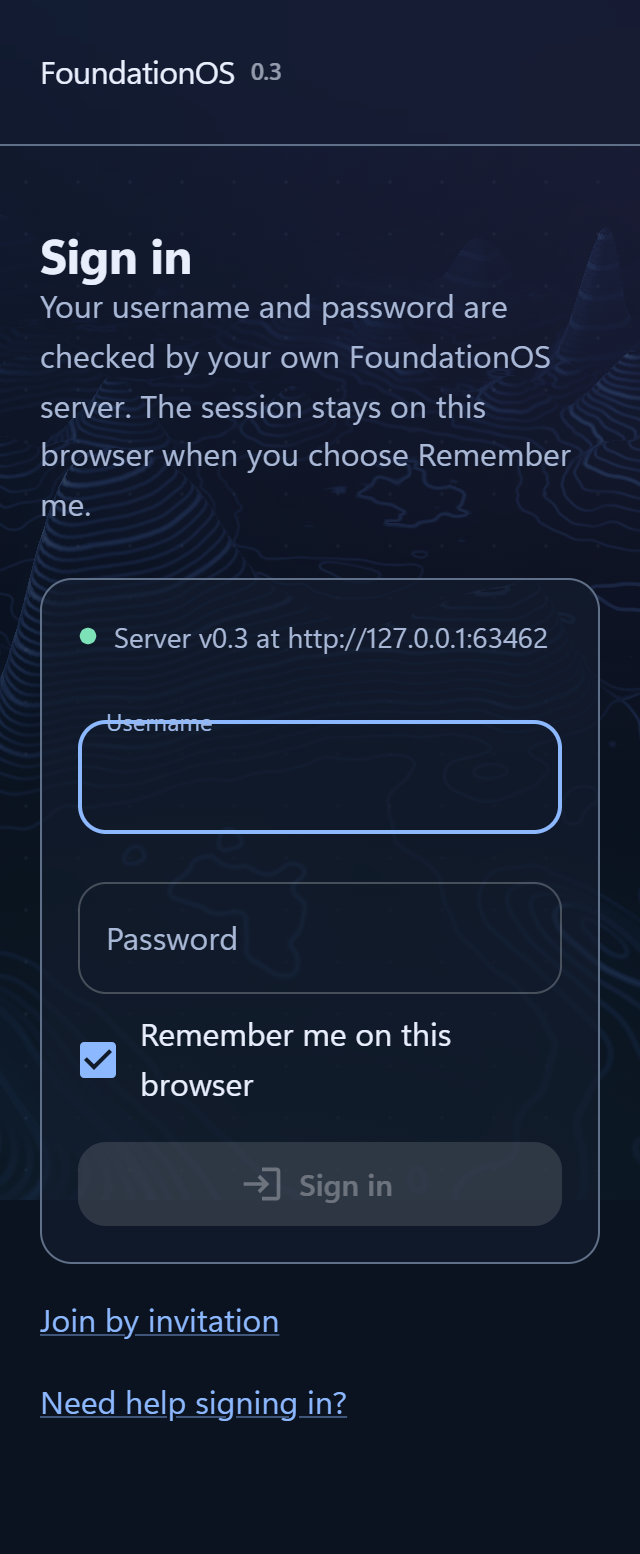 FoundationOS 0.3
Sign in
Your username and password are
checked by your own FoundationOS
server. The session stays on this
browser when you choose Remember
me.
Server v0.3 at http://127.0.0.1:63462
Username
Password
Remember me on this
browser
Sign in
Join by invitation
Need help signing in?